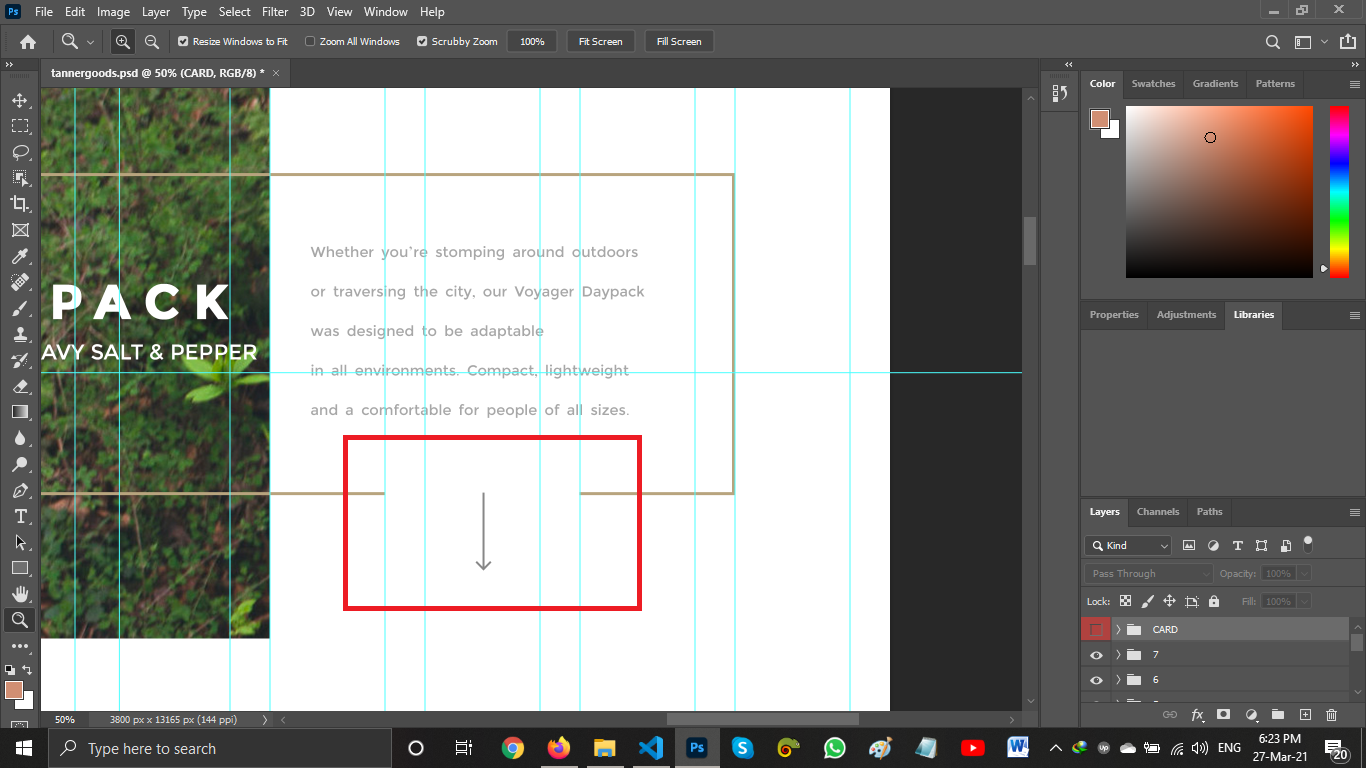 Ps File Edit Image Layer Type Select Filter 3D View Window Help
Resize Windows to Fit Zoom All Windows Scrubby Zoom 100% Fit Screen Fill Screen
tannergoods.psd @ 50% (CARD, RGB/8) * ×
Color Swatches Gradients Patterns
Whether you're stomping around outdoors
or traversing the city, our Voyager Daypack
was designed to be adaptable
in all environments. Compact, lightweight
and a comfortable for people of all sizes.
PACK
AVY SALT & PEPPER
Properties Adjustments Libraries
Layers Channels Paths
Kind
Pass Through Opacity: 100%
Lock: Fill: 100%
CARD
7
6
50% 3800 px x 13165 px (144 ppi)
Type here to search
Ps
S
up
W
ENG
6:23 PM
27-Mar-21
20